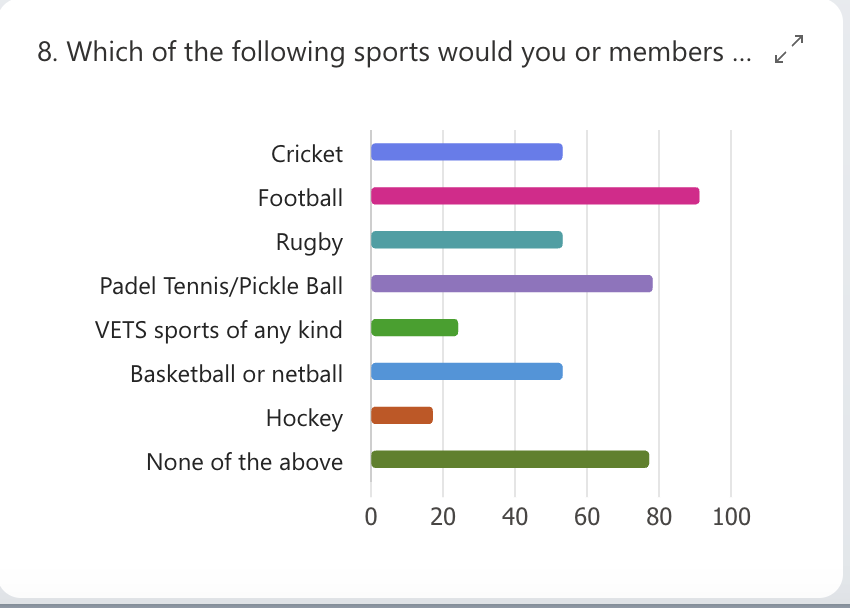 8. Which of the following sports would you or members ...
Cricket
Football
Rugby
Padel Tennis/Pickle Ball
VETS sports of any kind
Basketball or netball
Hockey
None of the above
0 20 40 60 80 100